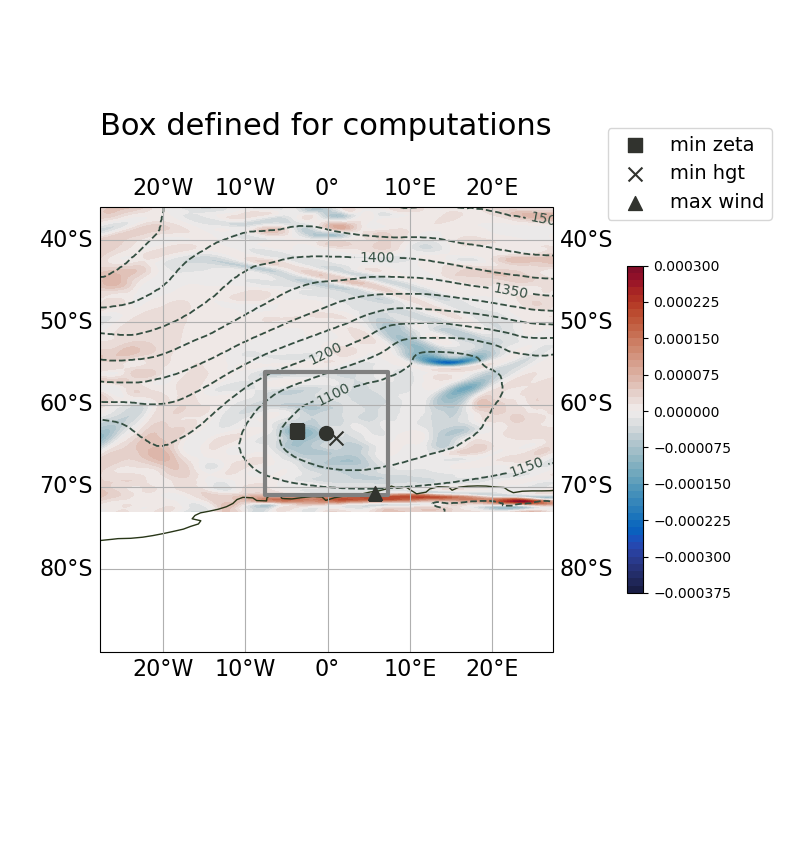 Box defined for computations
min zeta
min hgt
max wind
20°W 10°W 0° 10°E 20°E
40°S 40°S
50°S 50°S
60°S 60°S
70°S 70°S
80°S 80°S
20°W 10°W 0° 10°E 20°E
150
1400
1350
1200
1100
1150
0.000300
0.000225
0.000150
0.000075
0.000000
−0.000075
−0.000150
−0.000225
−0.000300
−0.000375